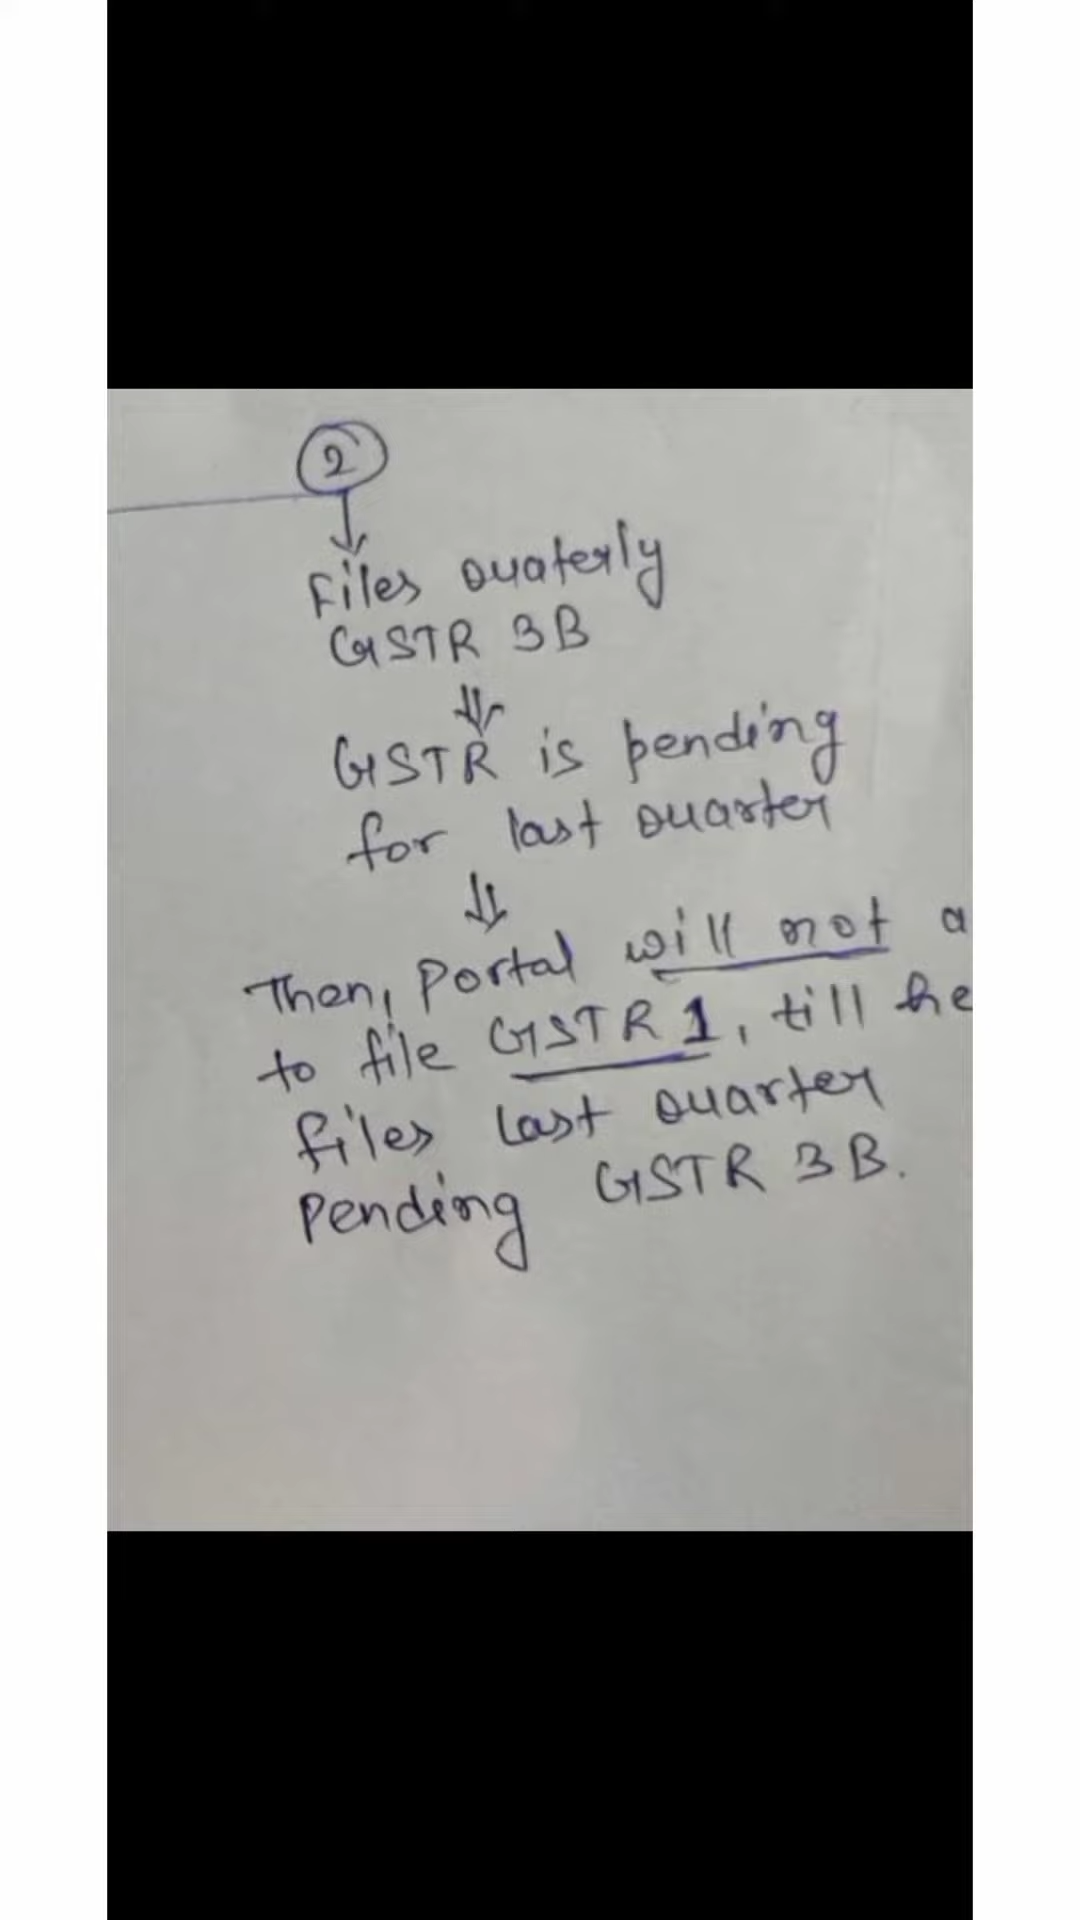 2
Files Quaterly
GSTR 3B
GSTR is pending
for last quarter
Then, Portal will not a
to file GSTR 1, till he
files Last Quarter
Pending GSTR 3B.